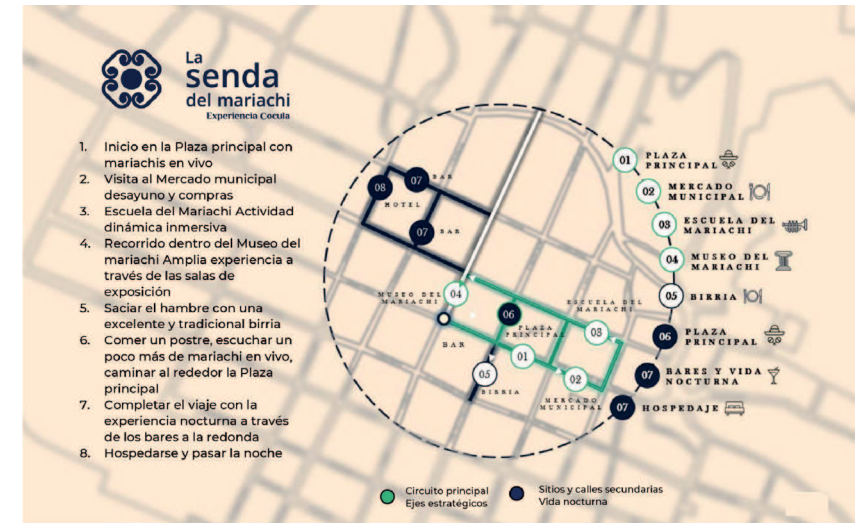 La
senda
del mariachi
Experiencia Cocula
1. Inicio en la Plaza principal con
mariachis en vivo
2. Visita al Mercado municipal
desayuno y compras
3. Escuela del Mariachi Actividad
dinámica inmersiva
4. Recorrido dentro del Museo del
mariachi Amplia experiencia a
través de las salas de
exposición
5. Saciar el hambre con una
excelente y tradicional birria
6. Comer un postre, escuchar un
poco más de mariachi en vivo,
caminar al rededor la Plaza
principal
7. Completar el viaje con la
experiencia nocturna a través
de los bares a la redonda
8. Hospedarse y pasar la noche
08
07 BAR
HOTEL
07 BAR
MUSEO DEL
MARIACHI
04
ESCUELA DEL
MARIACHI
03
06
PLAZA
PRINCIPAL
BAR
01
05
BIRRIA
02
MERCADO
MUNICIPAL
01 PLAZA
PRINCIPAL
02 MERCADO
MUNICIPAL
03 ESCUELA DEL
MARIACHI
04 MUSEO DEL
MARIACHI
05 BIRRIA
06 PLAZA
PRINCIPAL
07 BARES Y VIDA
NOCTURNA
07 HOSPEDAJE
Circuito principal
Ejes estratégicos
Sitios y calles secundarias
Vida nocturna